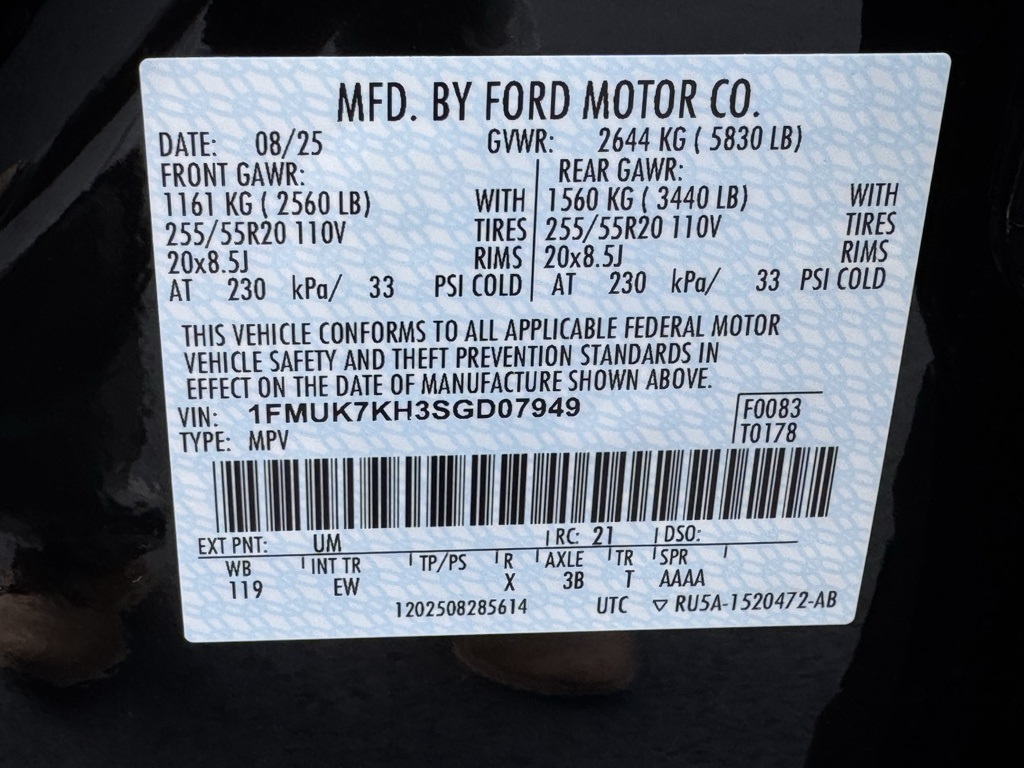 MFD. BY FORD MOTOR CO.
DATE: 08/25 GVWR: 2644 KG ( 5830 LB)
FRONT GAWR: REAR GAWR:
1161 KG ( 2560 LB) WITH 1560 KG ( 3440 LB) WITH
255/55R20 110V TIRES 255/55R20 110V TIRES
20x8.5J RIMS 20x8.5J RIMS
AT 230 kPa/ 33 PSI COLD AT 230 kPa/ 33 PSI COLD
THIS VEHICLE CONFORMS TO ALL APPLICABLE FEDERAL MOTOR
VEHICLE SAFETY AND THEFT PREVENTION STANDARDS IN
EFFECT ON THE DATE OF MANUFACTURE SHOWN ABOVE.
VIN: 1FMUK7KH3SGD07949 F0083
TYPE: MPV T0178
EXT PNT: UM RC: 21 DSO:
WB INT TR TP/PS R AXLE TR SPR
119 EW X 3B T AAAA
1202508285614 UTC ▽ RU5A-1520472-AB